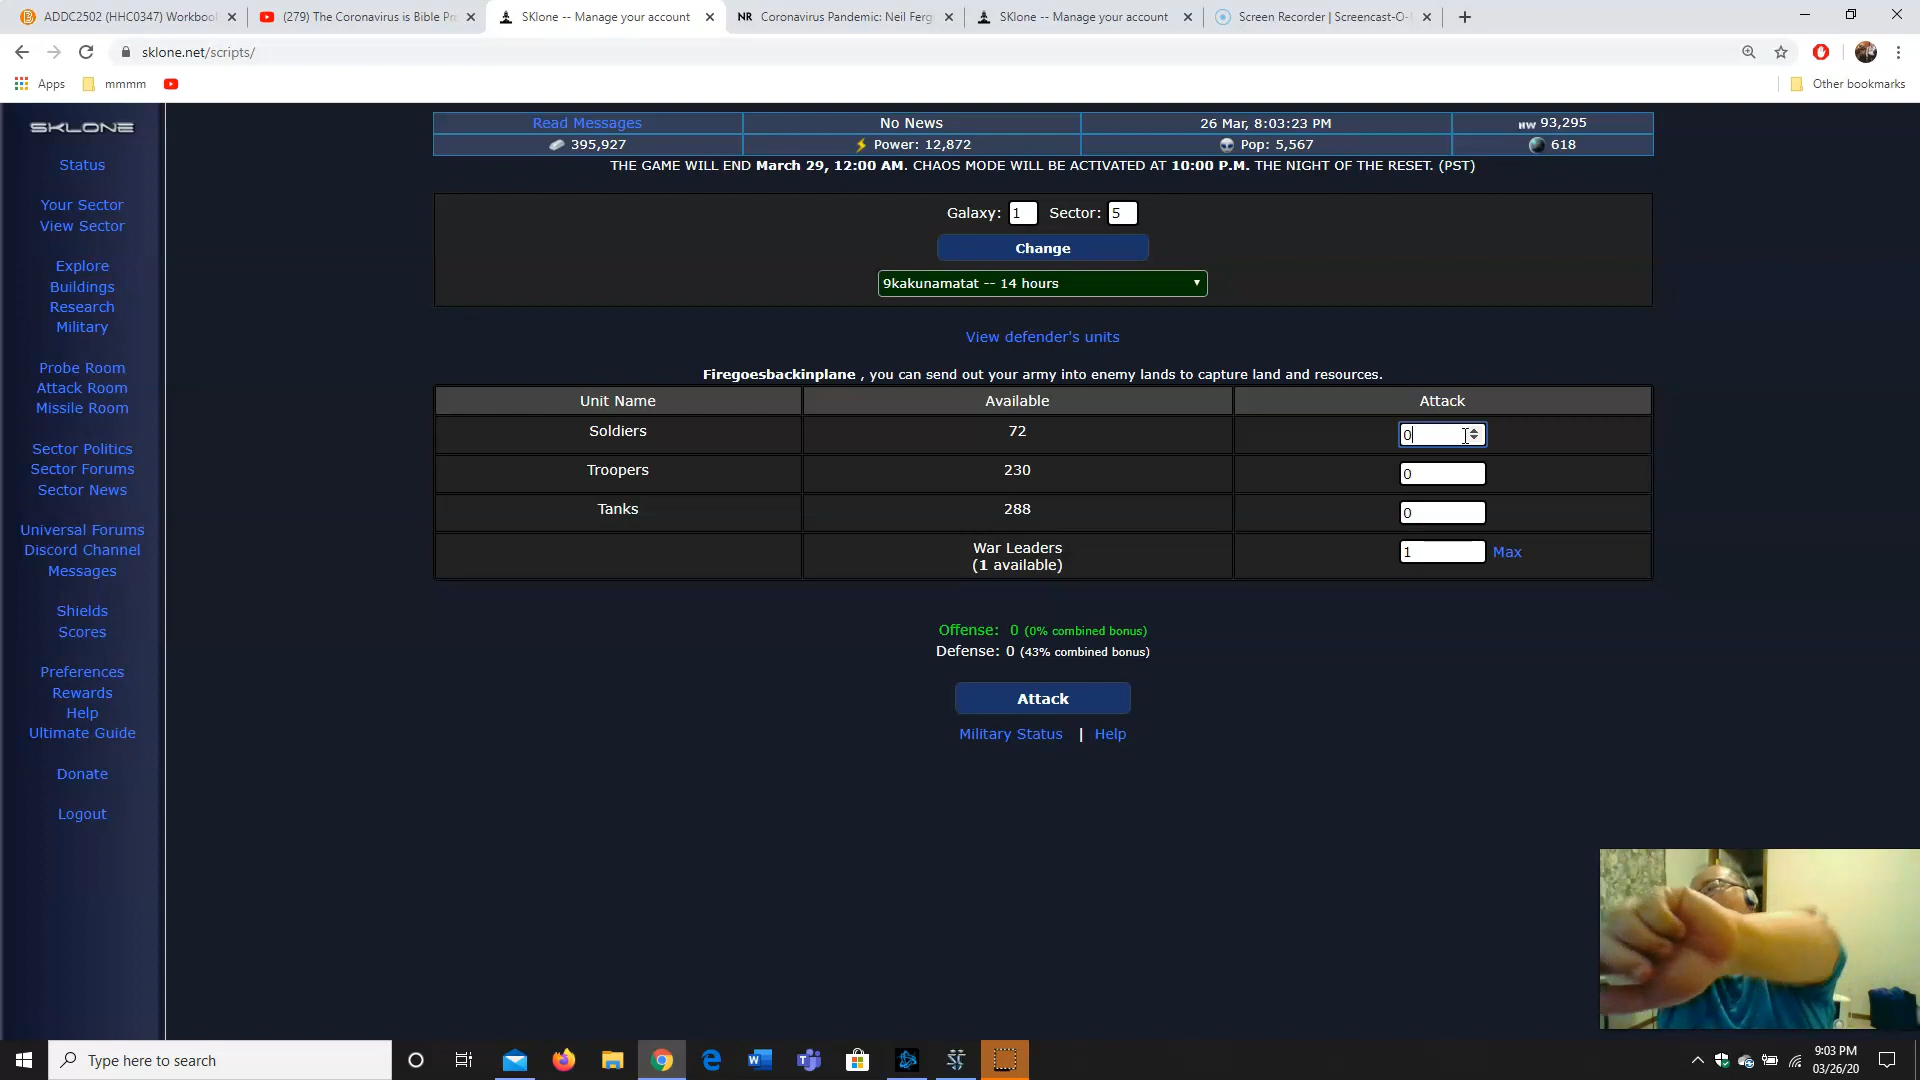 ADDC2502 (HHC0347) Workboo
(279) The Coronavirus is Bible Pr
SKlone -- Manage your account
NR Coronavirus Pandemic: Neil Ferg
SKlone -- Manage your account
Screen Recorder | Screencast-O-
sklone.net/scripts/
Apps
mmmm
Other bookmarks
SKLONE
Status
Your Sector
View Sector
Explore
Buildings
Research
Military
Probe Room
Attack Room
Missile Room
Sector Politics
Sector Forums
Sector News
Universal Forums
Discord Channel
Messages
Shields
Scores
Preferences
Rewards
Help
Ultimate Guide
Donate
Logout
Read Messages No News 26 Mar, 8:03:23 PM NW 93,295
395,927 Power: 12,872 Pop: 5,567 618
THE GAME WILL END March 29, 12:00 AM. CHAOS MODE WILL BE ACTIVATED AT 10:00 P.M. THE NIGHT OF THE RESET. (PST)
Galaxy: 1 Sector: 5
Change
9kakunamatat -- 14 hours
View defender's units
Firegoesbackinplane , you can send out your army into enemy lands to capture land and resources.
Unit Name Available Attack
Soldiers 72 0
Troopers 230 0
Tanks 288 0
War Leaders
(1 available) 1 Max
Offense: 0 (0% combined bonus)
Defense: 0 (43% combined bonus)
Attack
Military Status | Help
Type here to search
9:03 PM
03/26/20